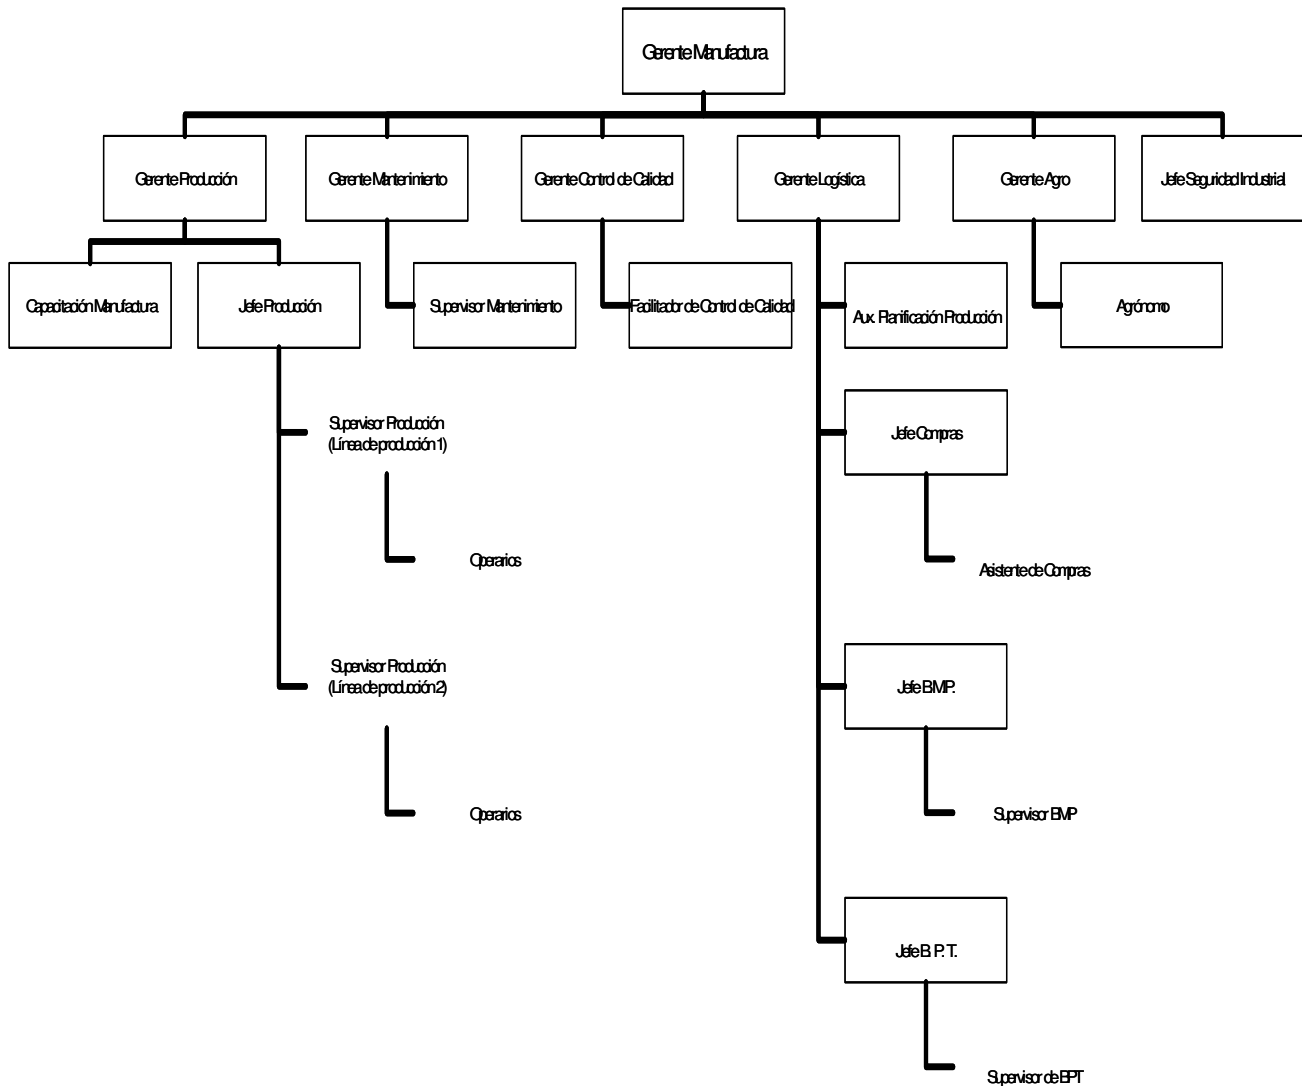 Gerente Manufactura
Gerente Producción
Gerente Mantenimiento
Gerente Control de Calidad
Gerente Logística
Gerente Agro
Jefe Seguridad Industrial
Capacitación Manufactura
Jefe Producción
Supervisor Mantenimiento
Facilitador de Control de Calidad
Aux. Planificación Producción
Agrónomo
Supervisor Producción
(Línea de producción 1)
Jefe Compras
Operarios
Asistente de Compras
Supervisor Producción
(Línea de producción 2)
Jefe B.M.P.
Operarios
Supervisor BMP
Jefe B. P. T.
Supervisor de BPT